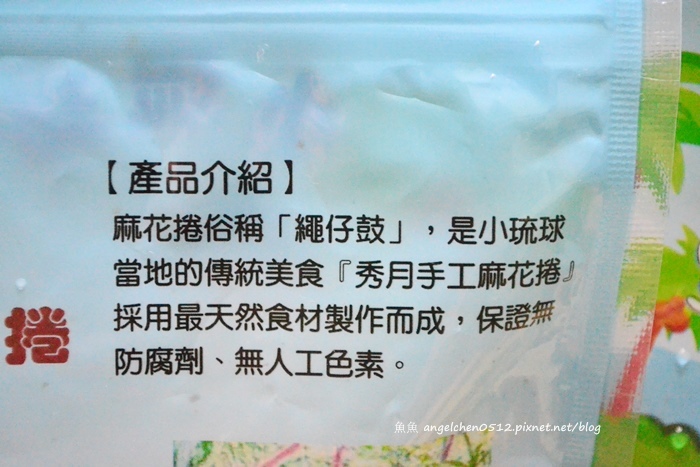 【產品介紹】
麻花捲俗稱「繩仔鼓」，是小琉球
當地的傳統美食『秀月手工麻花捲』
採用最天然食材製作而成，保證無
防腐劑、無人工色素。
捲
魚魚 angelchen0512.pixnet.net/blog